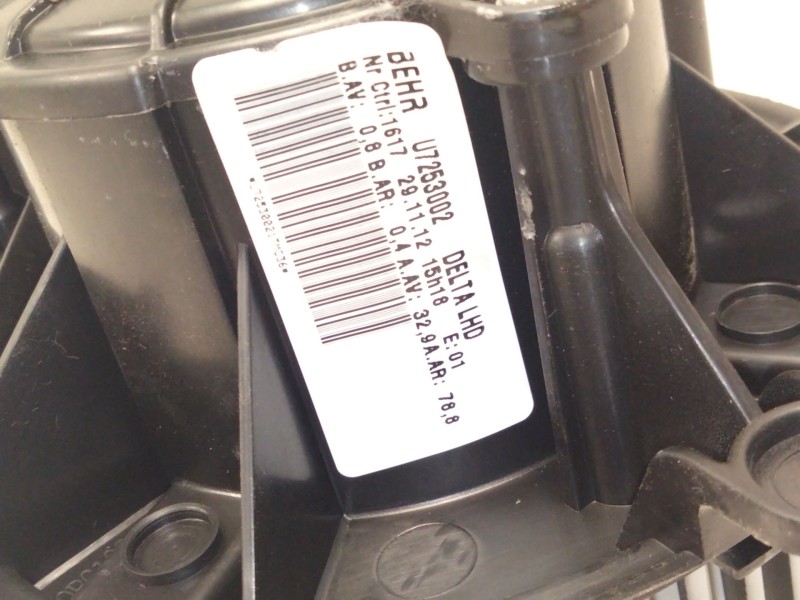 BEHR U7253002 DELTA LHD
Nr Ctrl:1617 29.11.12 15h18 E:01
B.AV: 0,8 B.AR: 0,4 A.AV: 32,9A.AR: 78,8